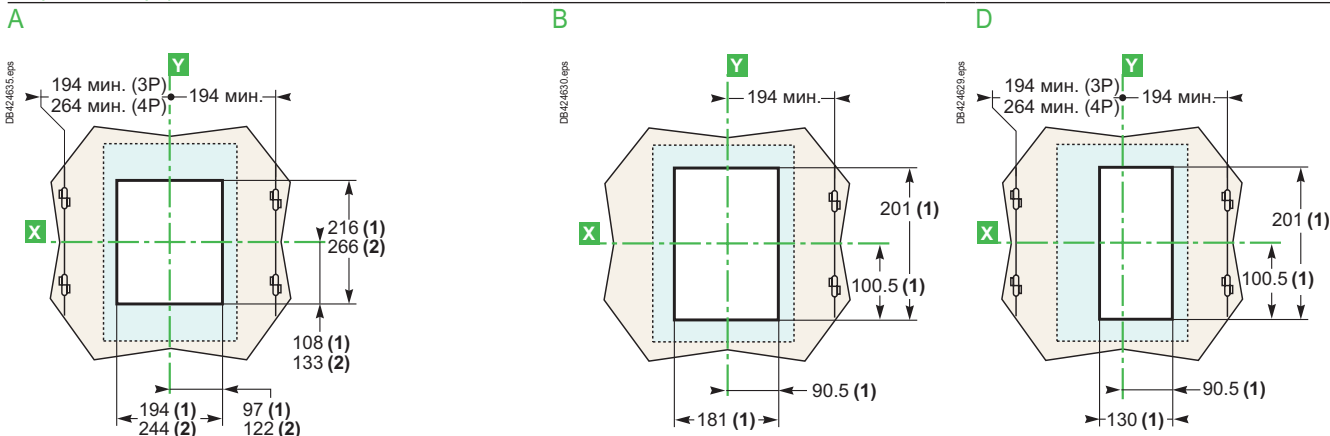 A
DB424635.eps
Y
194 мин. (3P)
264 мин. (4P)
194 мин.
X
216 (1)
266 (2)
108 (1)
133 (2)
194 (1)
244 (2)
97 (1)
122 (2)
B
DB424630.eps
Y
194 мин.
X
201 (1)
100.5 (1)
90.5 (1)
181 (1)
D
DB424629.eps
Y
194 мин. (3P)
264 мин. (4P)
194 мин.
X
201 (1)
100.5 (1)
90.5 (1)
130 (1)